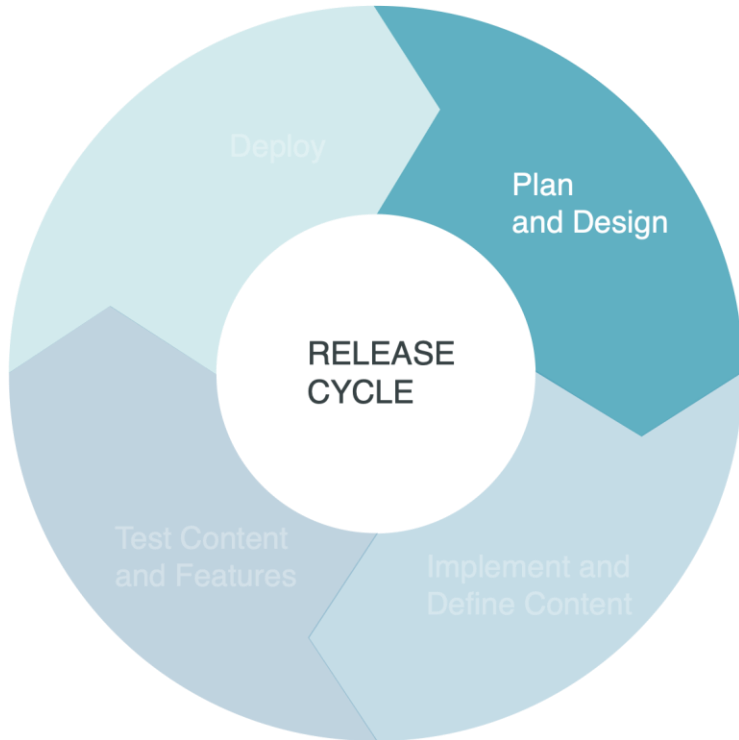 Deploy
Plan
and Design
RELEASE
CYCLE
Test Content
and Features
Implement and
Define Content